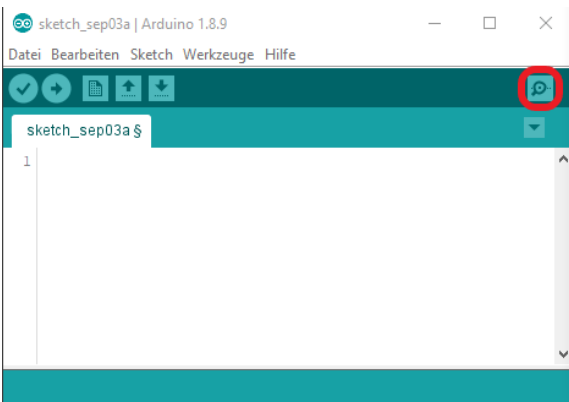 sketch_sep03a | Arduino 1.8.9
Datei Bearbeiten Sketch Werkzeuge Hilfe
sketch_sep03a §
1